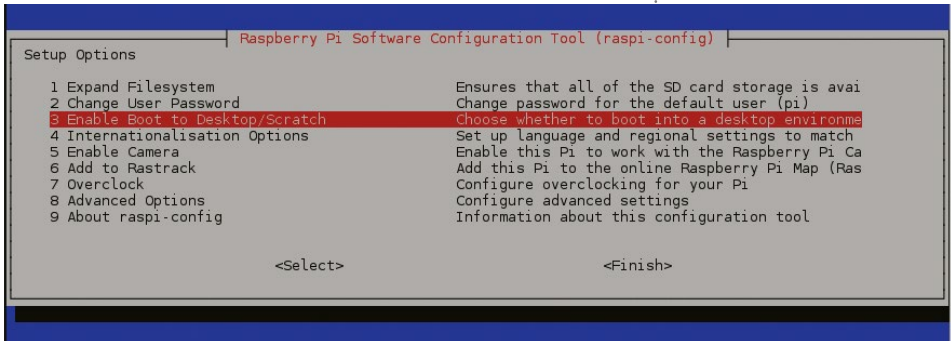 Raspberry Pi Software Configuration Tool (raspi-config)
Setup Options
1 Expand Filesystem Ensures that all of the SD card storage is avai
2 Change User Password Change password for the default user (pi)
3 Enable Boot to Desktop/Scratch Choose whether to boot into a desktop environme
4 Internationalisation Options Set up language and regional settings to match
5 Enable Camera Enable this Pi to work with the Raspberry Pi Ca
6 Add to Rastrack Add this Pi to the online Raspberry Pi Map (Ras
7 Overclock Configure overclocking for your Pi
8 Advanced Options Configure advanced settings
9 About raspi-config Information about this configuration tool
<Select> <Finish>